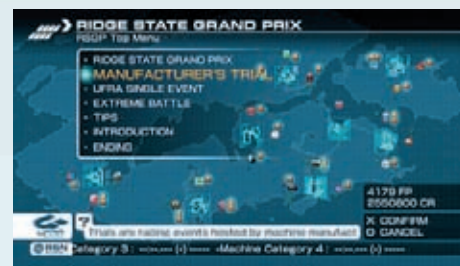 RIDGE STATE GRAND PRIX
RSGP Top Menu
RIDGE STATE GRAND PRIX
MANUFACTURER'S TRIAL
UFRA SINGLE EVENT
EXTREME BATTLE
TIPS
INTRODUCTION
ENDING
4179 FP
2550800 CR
X CONFIRM
O CANCEL
?
Trials are racing events hosted by machine manufact
RSN
Category 3 : --:--.--- (-) ----- -Machine Category 4 : --:--.--- (-)